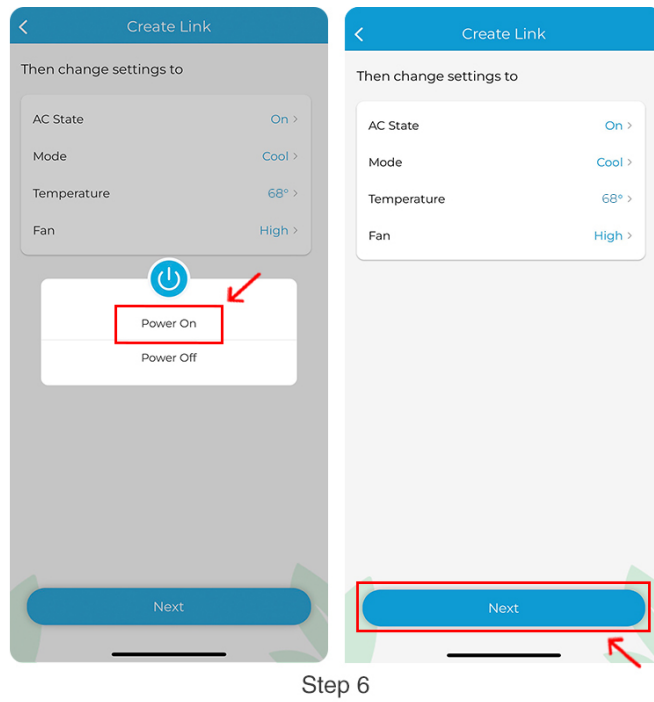 Create Link
Then change settings to
AC State On
Mode Cool
Temperature 68°
Fan High
Power On
Power Off
Next
Create Link
Then change settings to
AC State On
Mode Cool
Temperature 68°
Fan High
Next
Step 6